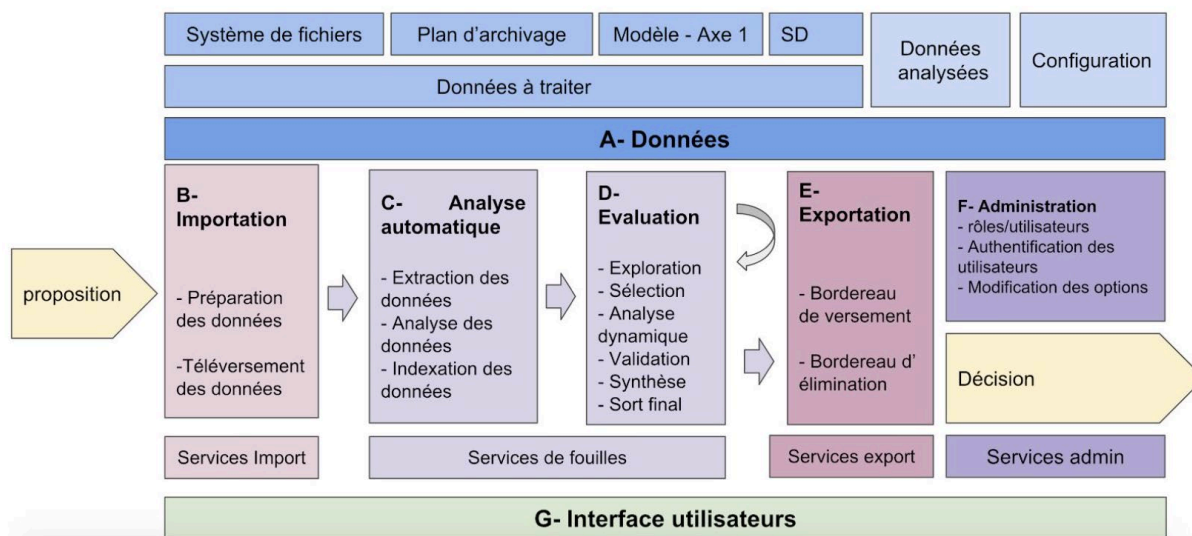 Système de fichiers
Plan d'archivage
Modèle - Axe 1
SD
Données
analysées
Configuration
Données à traiter
A- Données
proposition
B-
Importation
- Préparation
des données
-Téléversement
des données
C- Analyse
automatique
- Extraction des
données
- Analyse des
données
- Indexation des
données
D-
Evaluation
- Exploration
- Sélection
- Analyse
dynamique
- Validation
- Synthèse
- Sort final
E-
Exportation
- Bordereau
de versement
- Bordereau d'
élimination
F- Administration
- rôles/utilisateurs
- Authentification des
utilisateurs
- Modification des options
Décision
Services Import
Services de fouilles
Services export
Services admin
G- Interface utilisateurs